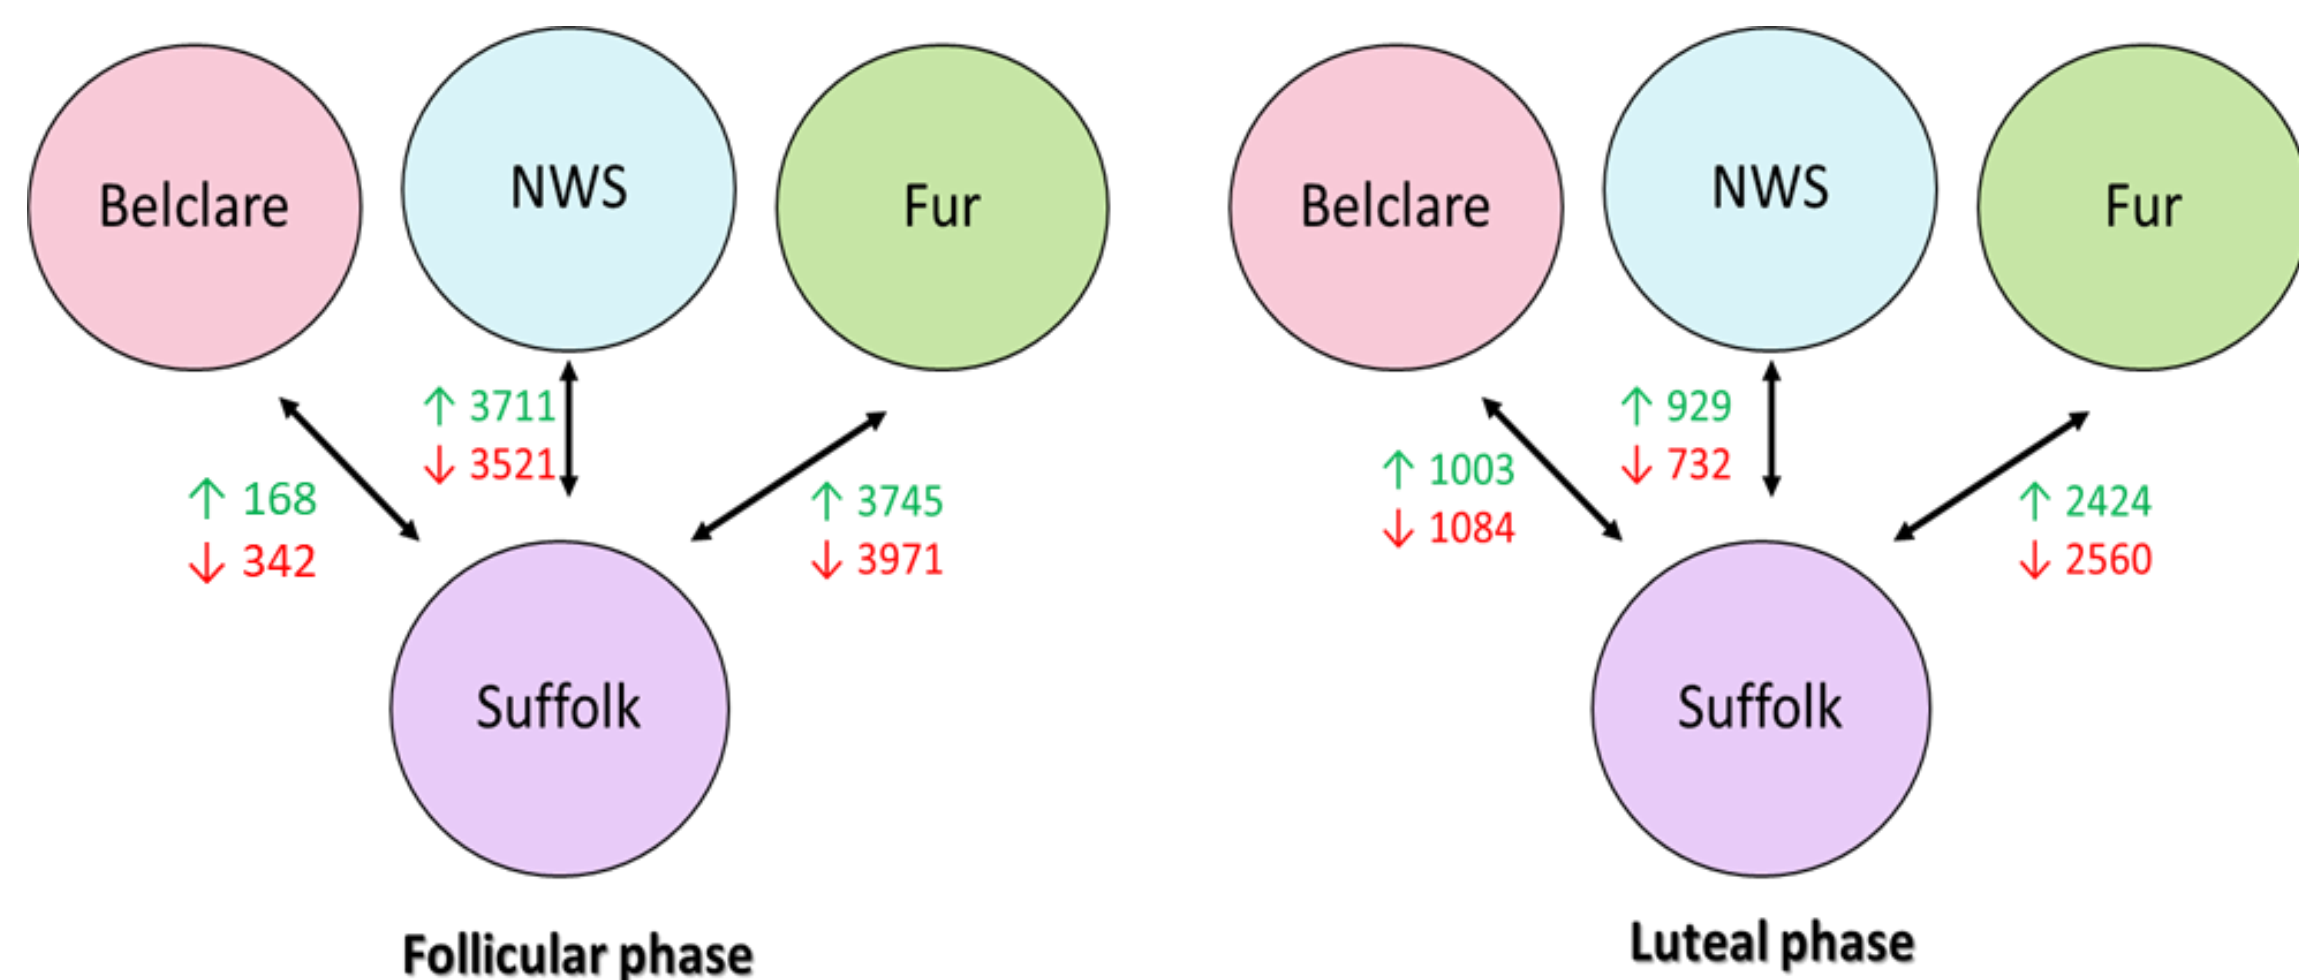 Belclare
NWS
Fur
↑ 3711
↓ 3521
↑ 168
↓ 342
↑ 3745
↓ 3971
Suffolk
Follicular phase
Belclare
NWS
Fur
↑ 929
↓ 732
↑ 1003
↓ 1084
↑ 2424
↓ 2560
Suffolk
Luteal phase